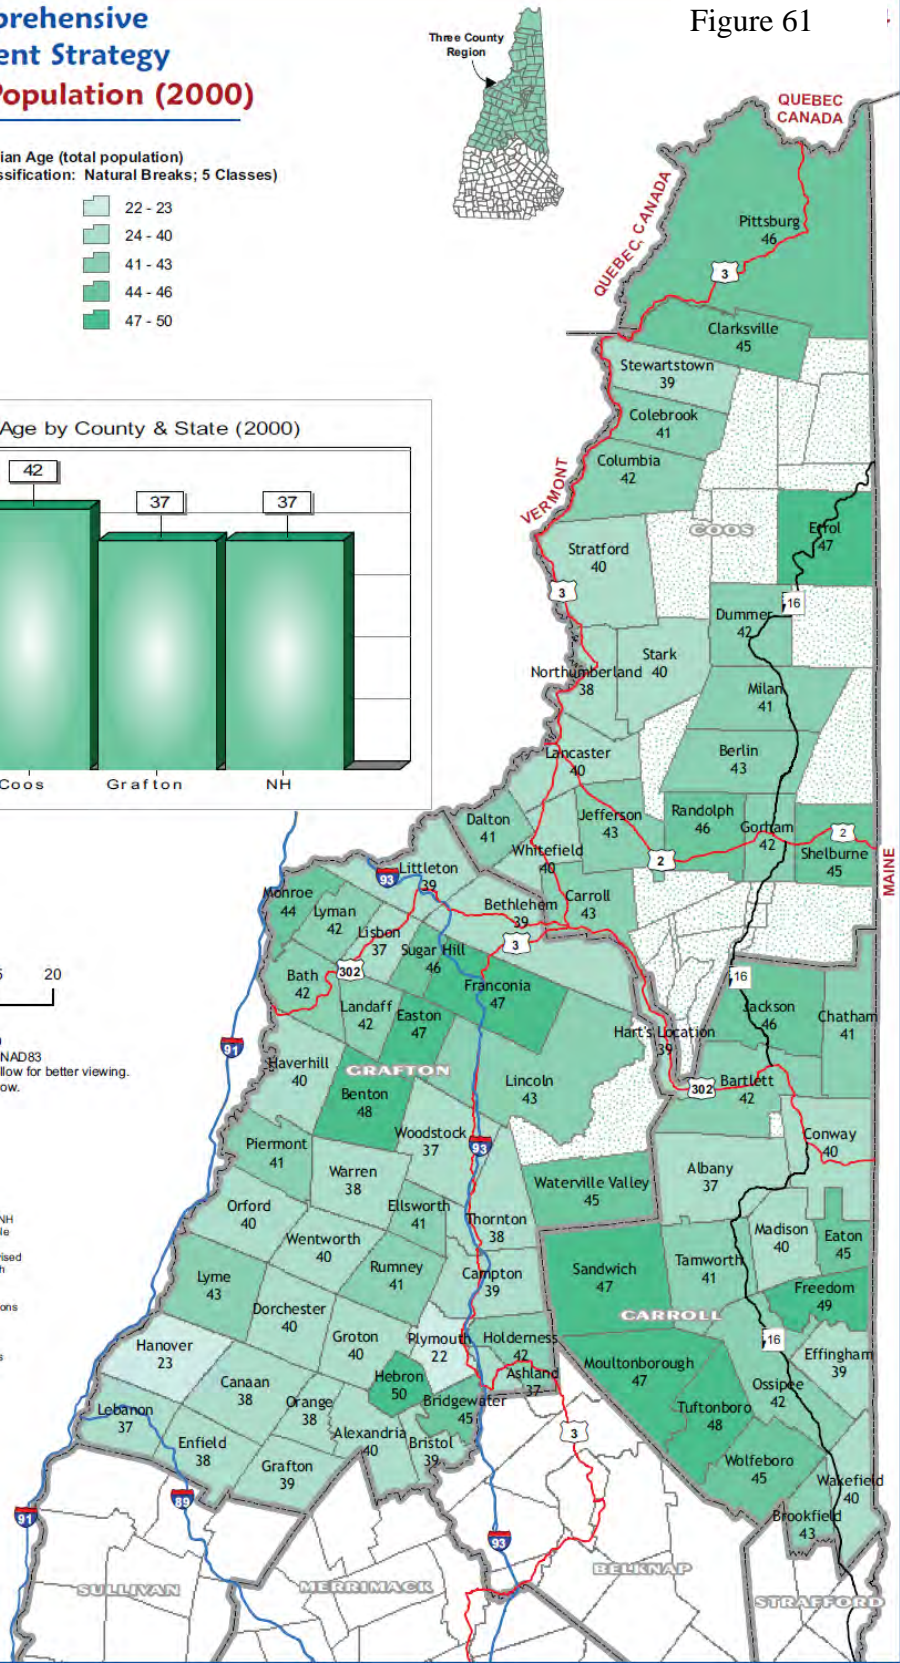 Figure 61
prehensive
ent Strategy
Population (2000)
Three County
Region
ian Age (total population)
ssification: Natural Breaks; 5 Classes)
22 - 23
24 - 40
41 - 43
44 - 46
47 - 50
QUEBEC
CANADA
QUEBEC, CANADA
Pittsburg
46
3
Clarksville
45
Stewartstown
39
Colebrook
41
Columbia
42
VERMONT
COOS
Errol
47
Stratford
40
3
16
Dummer
42
Stark
40
Northumberland
38
Milan
41
Berlin
43
Lancaster
40
Age by County & State (2000)
42
37
37
Coos
Grafton
NH
Dalton
41
Jefferson
43
Randolph
46
Gorham
42
2
Shelburne
45
2
Whitefield
40
MAINE
93
Littleton
39
Monroe
44
Lyman
42
Bethlehem
39
Carroll
43
Lisbon
37
Sugar Hill
46
3
302
Bath
42
Franconia
47
16
5
20
Landaff
42
Easton
47
Jackson
46
Chatham
41
Hart's Location
39
91
NAD83
llow for better viewing.
ow.
Haverhill
40
GRAFTON
Lincoln
43
302
Bartlett
42
Benton
48
Woodstock
37
93
Conway
40
Piermont
41
Warren
38
Waterville Valley
45
Albany
37
Orford
40
Ellsworth
41
Thornton
38
NH
le
vised
h
ons
s
Wentworth
40
Madison
40
Eaton
45
Lyme
43
Rumney
41
Campton
39
Sandwich
47
Tamworth
41
Freedom
49
Dorchester
40
CARROLL
Hanover
23
Groton
40
Plymouth
22
Holderness
42
16
Effingham
39
Moultonborough
47
Ashland
37
Hebron
50
Canaan
38
Ossipee
42
Orange
38
Bridgewater
45
Tuftonboro
48
Lebanon
37
Alexandria
40
Bristol
39
3
Enfield
38
Grafton
39
Wolfeboro
45
Wakefield
40
89
91
Brookfield
43
93
SULLIVAN
MERRIMACK
BELKNAP
STRAFFORD